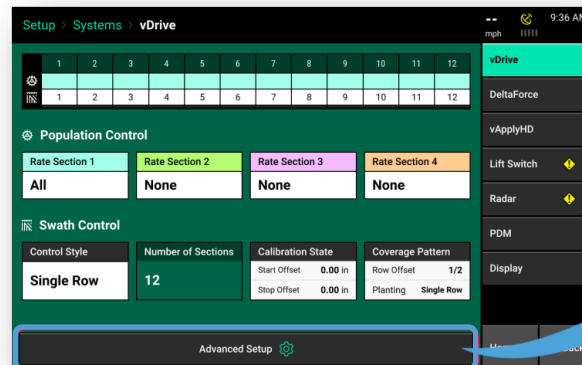 Setup > Systems > vDrive
--
mph
9:36 AM
1 2 3 4 5 6 7 8 9 10 11 12
1 2 3 4 5 6 7 8 9 10 11 12
Population Control
Rate Section 1 Rate Section 2 Rate Section 3 Rate Section 4
All None None None
Swath Control
Control Style Number of Sections Calibration State Coverage Pattern
Single Row 12
Start Offset 0.00 in
Stop Offset 0.00 in
Row Offset 1/2
Planting Single Row
Advanced Setup
vDrive
DeltaForce
vApplyHD
Lift Switch
Radar
PDM
Display